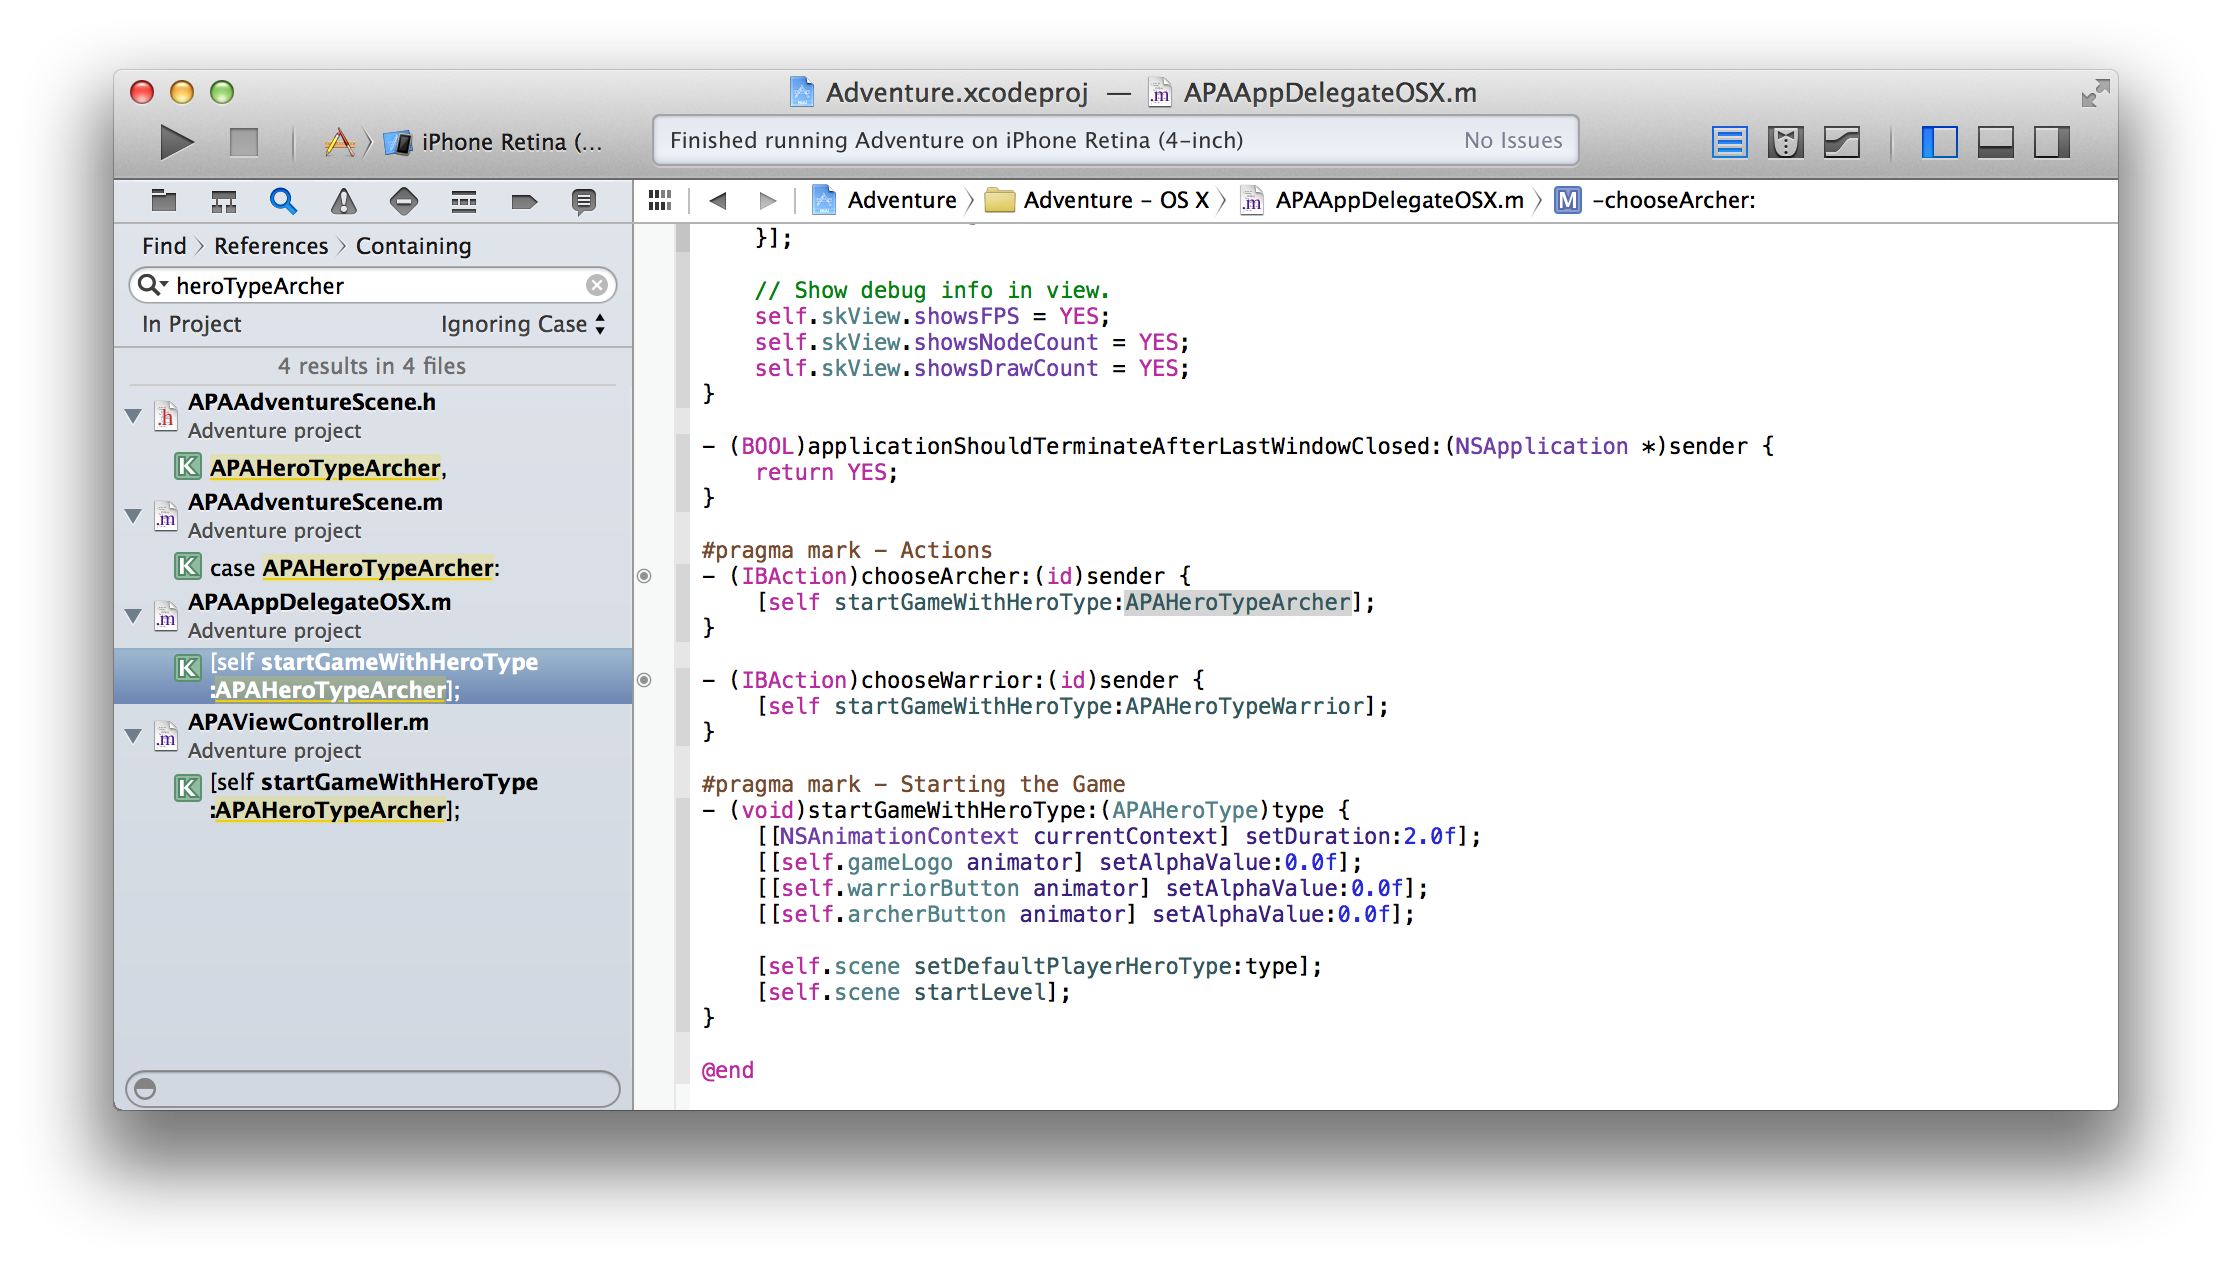 Adventure.xcodeproj — APAAppDelegateOSX.m
iPhone Retina (...
Finished running Adventure on iPhone Retina (4-inch)
No Issues
Adventure
Adventure - OS X
APAAppDelegateOSX.m
M -chooseArcher:
Find
References
Containing
heroTypeArcher
In Project
Ignoring Case
4 results in 4 files
.h
APAAdventureScene.h
Adventure project
K APAHeroTypeArcher,
.m
APAAdventureScene.m
Adventure project
K case APAHeroTypeArcher:
.m
APAAppDelegateOSX.m
Adventure project
K [self startGameWithHeroType
:APAHeroTypeArcher];
.m
APAViewController.m
Adventure project
K [self startGameWithHeroType
:APAHeroTypeArcher];
}];
// Show debug info in view.
self.skView.showsFPS = YES;
self.skView.showsNodeCount = YES;
self.skView.showsDrawCount = YES;
}
- (BOOL)applicationShouldTerminateAfterLastWindowClosed:(NSApplication *)sender {
return YES;
}
#pragma mark - Actions
- (IBAction)chooseArcher:(id)sender {
[self startGameWithHeroType:APAHeroTypeArcher];
}
- (IBAction)chooseWarrior:(id)sender {
[self startGameWithHeroType:APAHeroTypeWarrior];
}
#pragma mark - Starting the Game
- (void)startGameWithHeroType:(APAHeroType)type {
[[NSAnimationContext currentContext] setDuration:2.0f];
[[self.gameLogo animator] setAlphaValue:0.0f];
[[self.warriorButton animator] setAlphaValue:0.0f];
[[self.archerButton animator] setAlphaValue:0.0f];
[self.scene setDefaultPlayerHeroType:type];
[self.scene startLevel];
}
@end